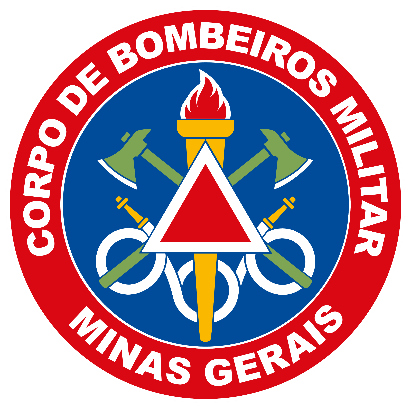 CORPO DE BOMBEIROS MILITAR
MINAS GERAIS